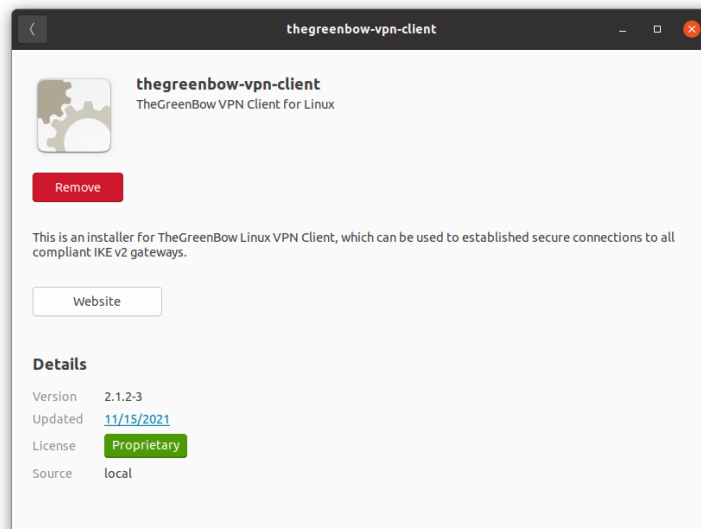 thegreenbow-vpn-client
thegreenbow-vpn-client
TheGreenBow VPN Client for Linux
Remove
This is an installer for TheGreenBow Linux VPN Client, which can be used to established secure connections to all
compliant IKE v2 gateways.
Website
Details
Version 2.1.2-3
Updated 11/15/2021
License Proprietary
Source local